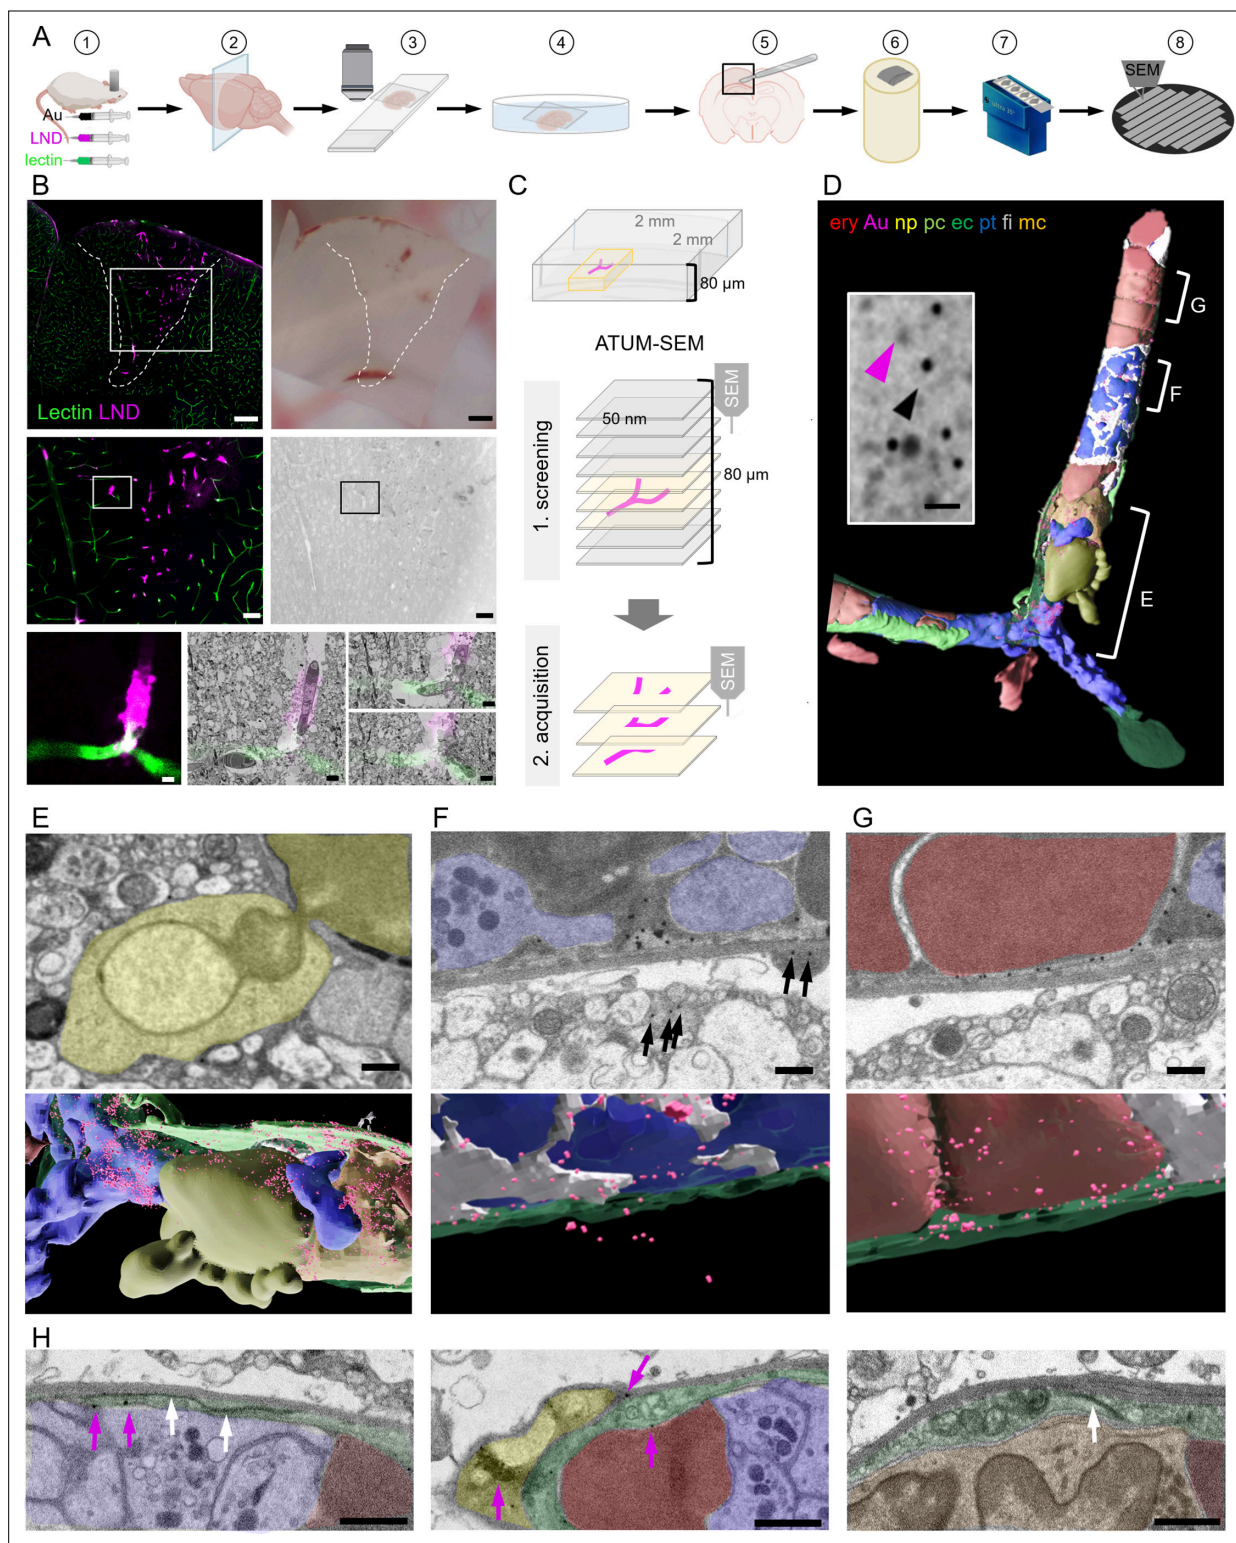 A
1 2 3 4 5 6 7 8
Au
LND
lectin
SEM
B
Lectin LND
C
2 mm
2 mm
80 µm
ATUM-SEM
1. screening
SEM
50 nm
80 µm
2. acquisition
SEM
D
ery Au np pc ec pt fi mc
G
F
E
E
F
G
H